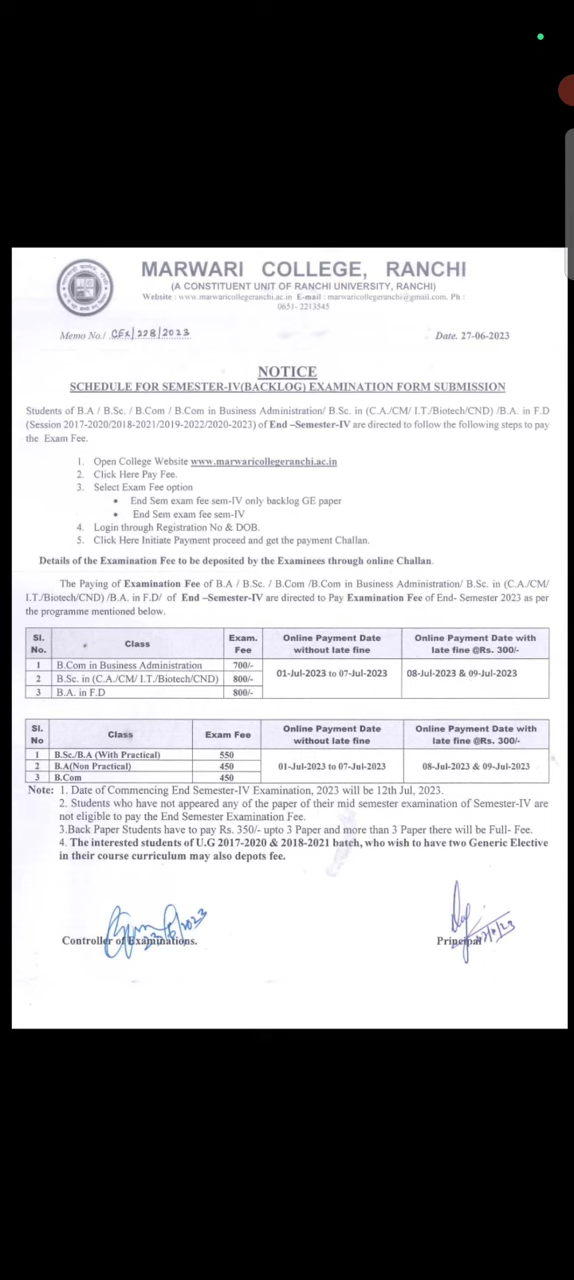 MARWARI COLLEGE, RANCHI
(A CONSTITUENT UNIT OF RANCHI UNIVERSITY, RANCHI)
Website : www.marwaricollegeranchi.ac.in E-mail : marwaricollegeranchi@gmail.com. Ph :
0651- 2213545
Memo No./ CEX/228/2023
Date. 27-06-2023
NOTICE
SCHEDULE FOR SEMESTER-IV(BACKLOG) EXAMINATION FORM SUBMISSION
Students of B.A / B.Sc. / B.Com / B.Com in Business Administration/ B.Sc. in (C.A./CM/ I.T./Biotech/CND) /B.A. in F.D
(Session 2017-2020/2018-2021/2019-2022/2020-2023) of End –Semester-IV are directed to follow the following steps to pay
the Exam Fee.
1. Open College Website www.marwaricollegeranchi.ac.in
2. Click Here Pay Fee.
3. Select Exam Fee option
• End Sem exam fee sem-IV only backlog GE paper
• End Sem exam fee sem-IV
4. Login through Registration No & DOB.
5. Click Here Initiate Payment proceed and get the payment Challan.
Details of the Examination Fee to be deposited by the Examinees through online Challan.
The Paying of Examination Fee of B.A / B.Sc. / B.Com /B.Com in Business Administration/ B.Sc. in (C.A./CM/
I.T./Biotech/CND) /B.A. in F.D/ of End –Semester-IV are directed to Pay Examination Fee of End- Semester 2023 as per
the programme mentioned below.
Sl. No. Class Exam. Fee Online Payment Date without late fine Online Payment Date with late fine @Rs. 300/-
1 B.Com in Business Administration 700/- 01-Jul-2023 to 07-Jul-2023 08-Jul-2023 & 09-Jul-2023
2 B.Sc. in (C.A./CM/ I.T./Biotech/CND) 800/-
3 B.A. in F.D 800/-
Sl. No Class Exam Fee Online Payment Date without late fine Online Payment Date with late fine @Rs. 300/-
1 B.Sc./B.A (With Practical) 550
2 B.A(Non Practical) 450 01-Jul-2023 to 07-Jul-2023 08-Jul-2023 & 09-Jul-2023
3 B.Com 450
Note: 1. Date of Commencing End Semester-IV Examination, 2023 will be 12th Jul, 2023.
2. Students who have not appeared any of the paper of their mid semester examination of Semester-IV are
not eligible to pay the End Semester Examination Fee.
3.Back Paper Students have to pay Rs. 350/- upto 3 Paper and more than 3 Paper there will be Full- Fee.
4. The interested students of U.G 2017-2020 & 2018-2021 batch, who wish to have two Generic Elective
in their course curriculum may also depots fee.
Controller of Examinations.
Principal